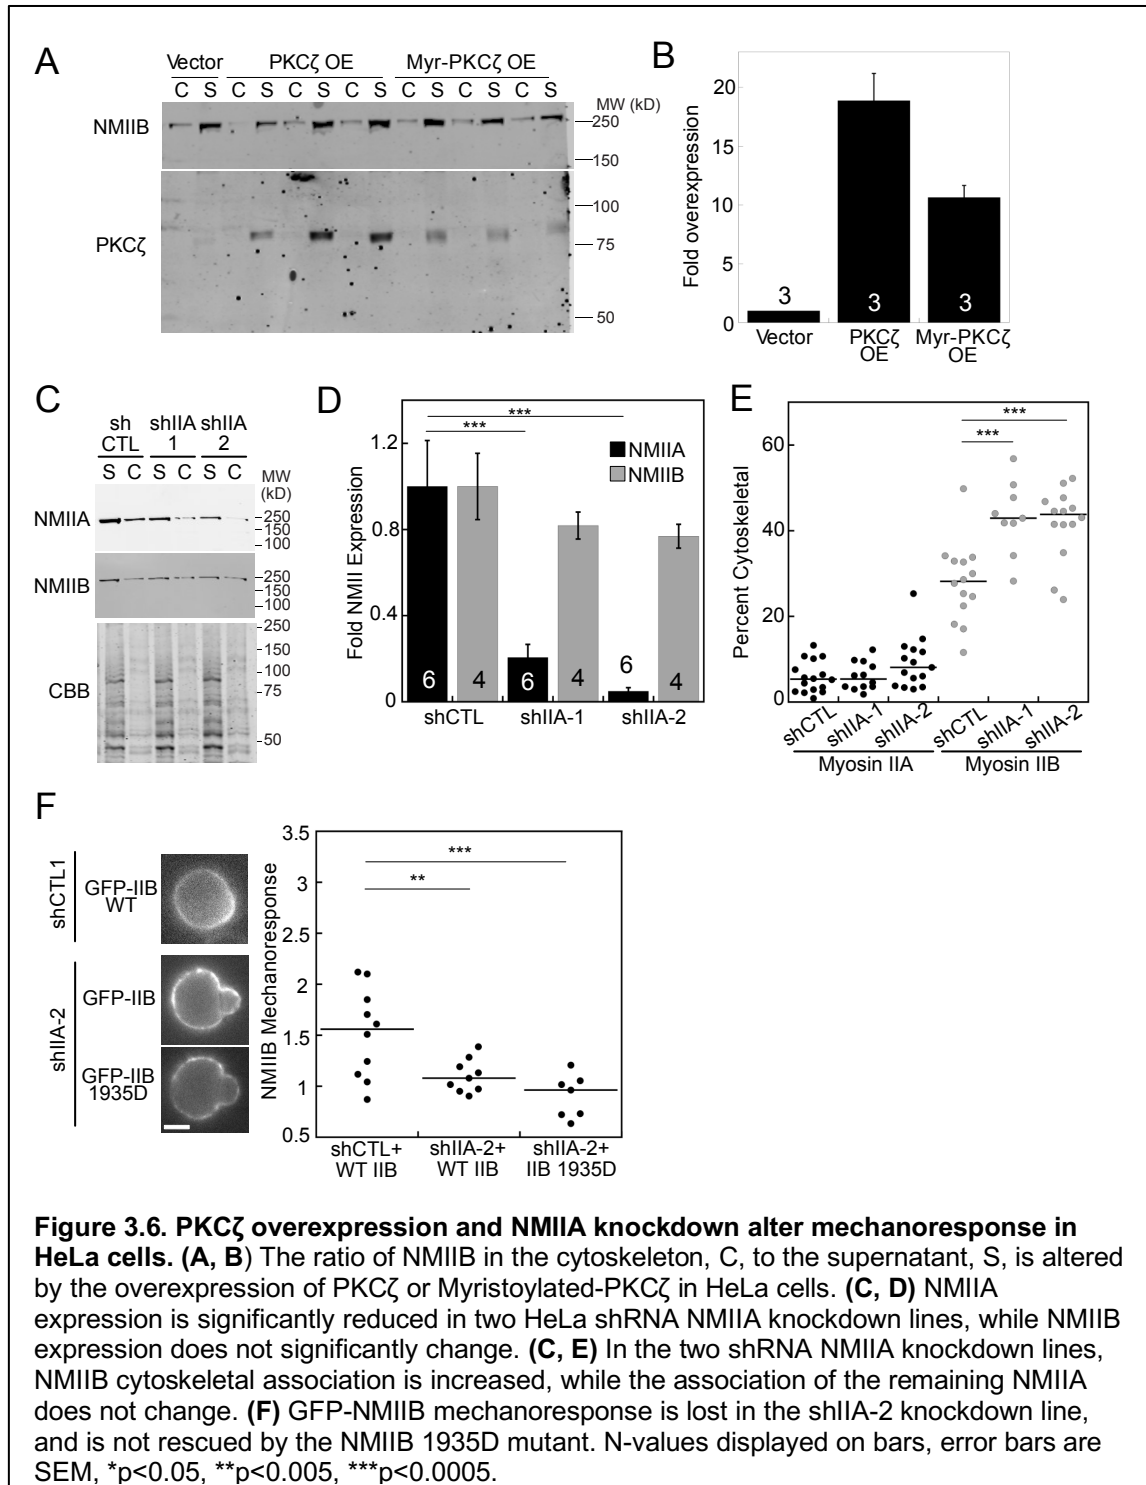 A
Vector PKCζ OE Myr-PKCζ OE
C S C S C S C S C S C S C S
MW (kD)
NMIIB
250
150
PKCζ
100
75
50
B
Fold overexpression
20
15
10
5
0
3 3 3
Vector PKCζ OE Myr-PKCζ OE
C
sh CTL shIIA 1 shIIA 2
S C S C S C
MW (kD)
NMIIA
250
150
100
NMIIB
250
150
100
CBB
250
150
100
75
50
D
Fold NMII Expression
1.2
0.8
0.4
0
*** 
***
NMIIA
NMIIB
6 4 6 4 6 4
shCTL shIIA-1 shIIA-2
E
Percent Cytoskeletal
60
40
20
0
***
***
shCTL shIIA-1 shIIA-2 shCTL shIIA-1 shIIA-2
Myosin IIA Myosin IIB
F
shCTL1
GFP-IIB WT
shIIA-2
GFP-IIB
GFP-IIB 1935D
NMIIB Mechanoresponse
3.5
3
2.5
2
1.5
1
0.5
***
**
shCTL+ WT IIB shIIA-2+ WT IIB shIIA-2+ IIB 1935D
Figure 3.6. PKCζ overexpression and NMIIA knockdown alter mechanoresponse in
HeLa cells. (A, B) The ratio of NMIIB in the cytoskeleton, C, to the supernatant, S, is altered
by the overexpression of PKCζ or Myristoylated-PKCζ in HeLa cells. (C, D) NMIIA
expression is significantly reduced in two HeLa shRNA NMIIA knockdown lines, while NMIIB
expression does not significantly change. (C, E) In the two shRNA NMIIA knockdown lines,
NMIIB cytoskeletal association is increased, while the association of the remaining NMIIA
does not change. (F) GFP-NMIIB mechanoresponse is lost in the shIIA-2 knockdown line,
and is not rescued by the NMIIB 1935D mutant. N-values displayed on bars, error bars are
SEM, *p<0.05, **p<0.005, ***p<0.0005.